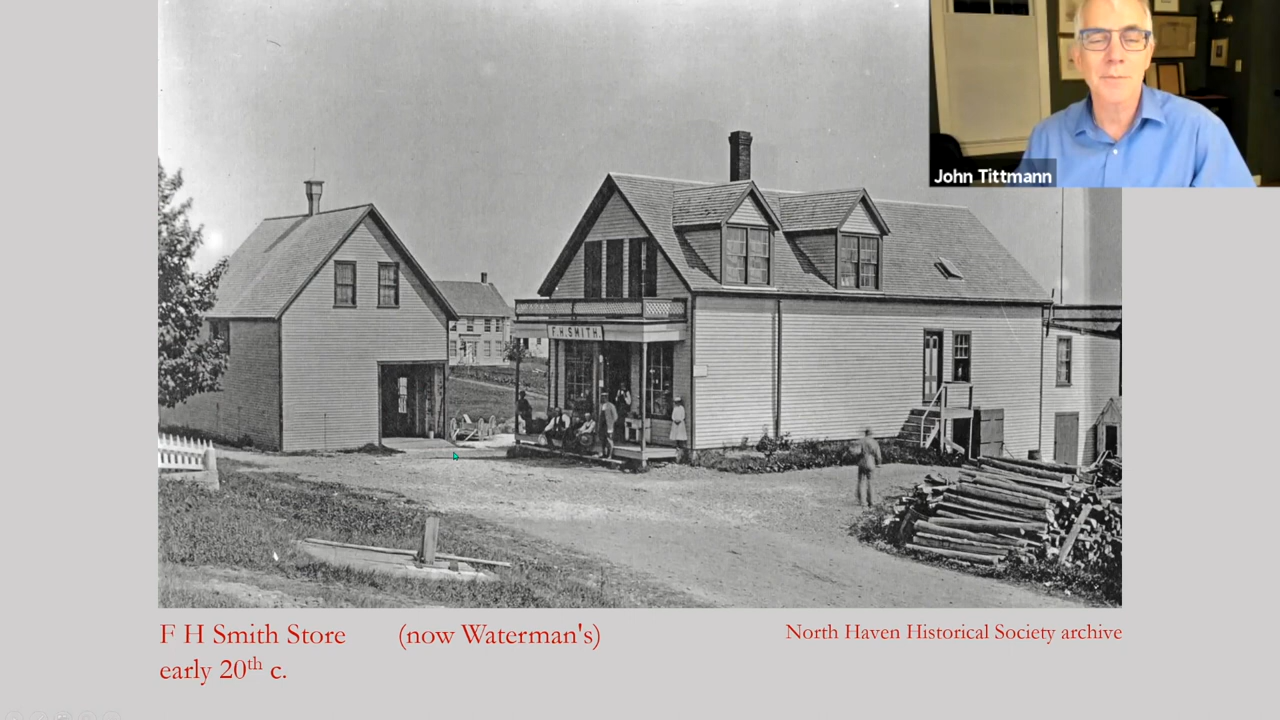 John Tittmann
F.H.SMITH.
F H Smith Store (now Waterman's)
early 20th c.
North Haven Historical Society archive